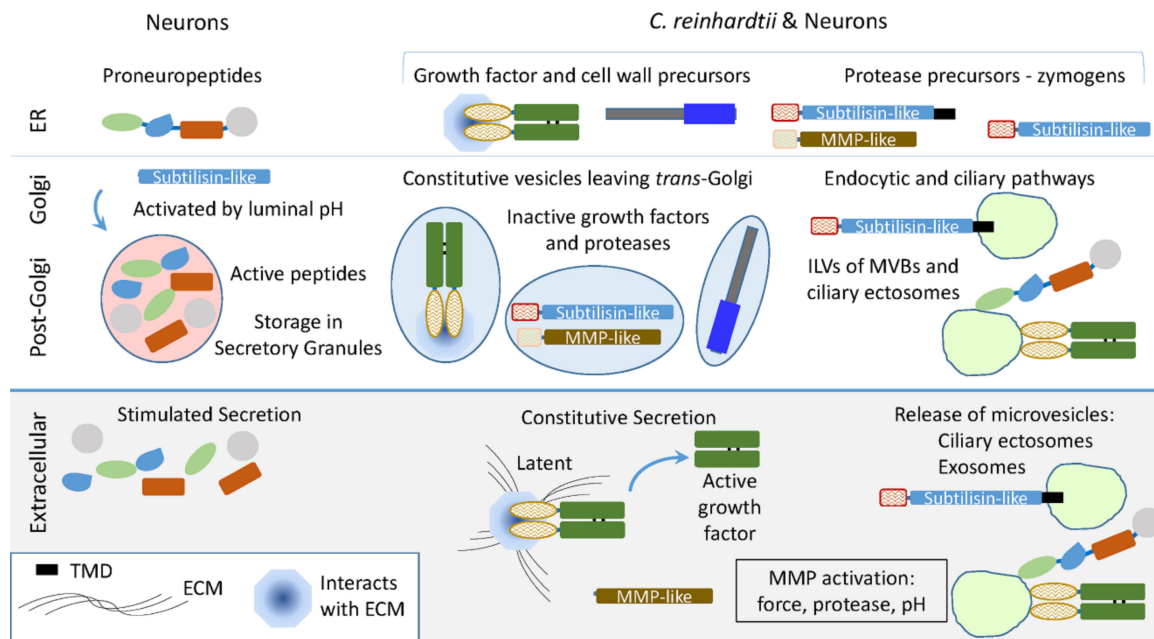 Neurons
C. reinhardtii & Neurons
Proneuropeptides
Growth factor and cell wall precursors
Protease precursors - zymogens
ER
Subtilisin-like
MMP-like
Subtilisin-like
Golgi
Subtilisin-like
Activated by luminal pH
Constitutive vesicles leaving trans-Golgi
Endocytic and ciliary pathways
Inactive growth factors
and proteases
Subtilisin-like
Post-Golgi
Active peptides
Storage in
Secretory Granules
Subtilisin-like
MMP-like
ILVs of MVBs and
ciliary ectosomes
Extracellular
Stimulated Secretion
Constitutive Secretion
Latent
Active
growth
factor
MMP-like
Release of microvesicles:
Ciliary ectosomes
Exosomes
Subtilisin-like
MMP activation:
force, protease, pH
TMD
ECM
Interacts
with ECM